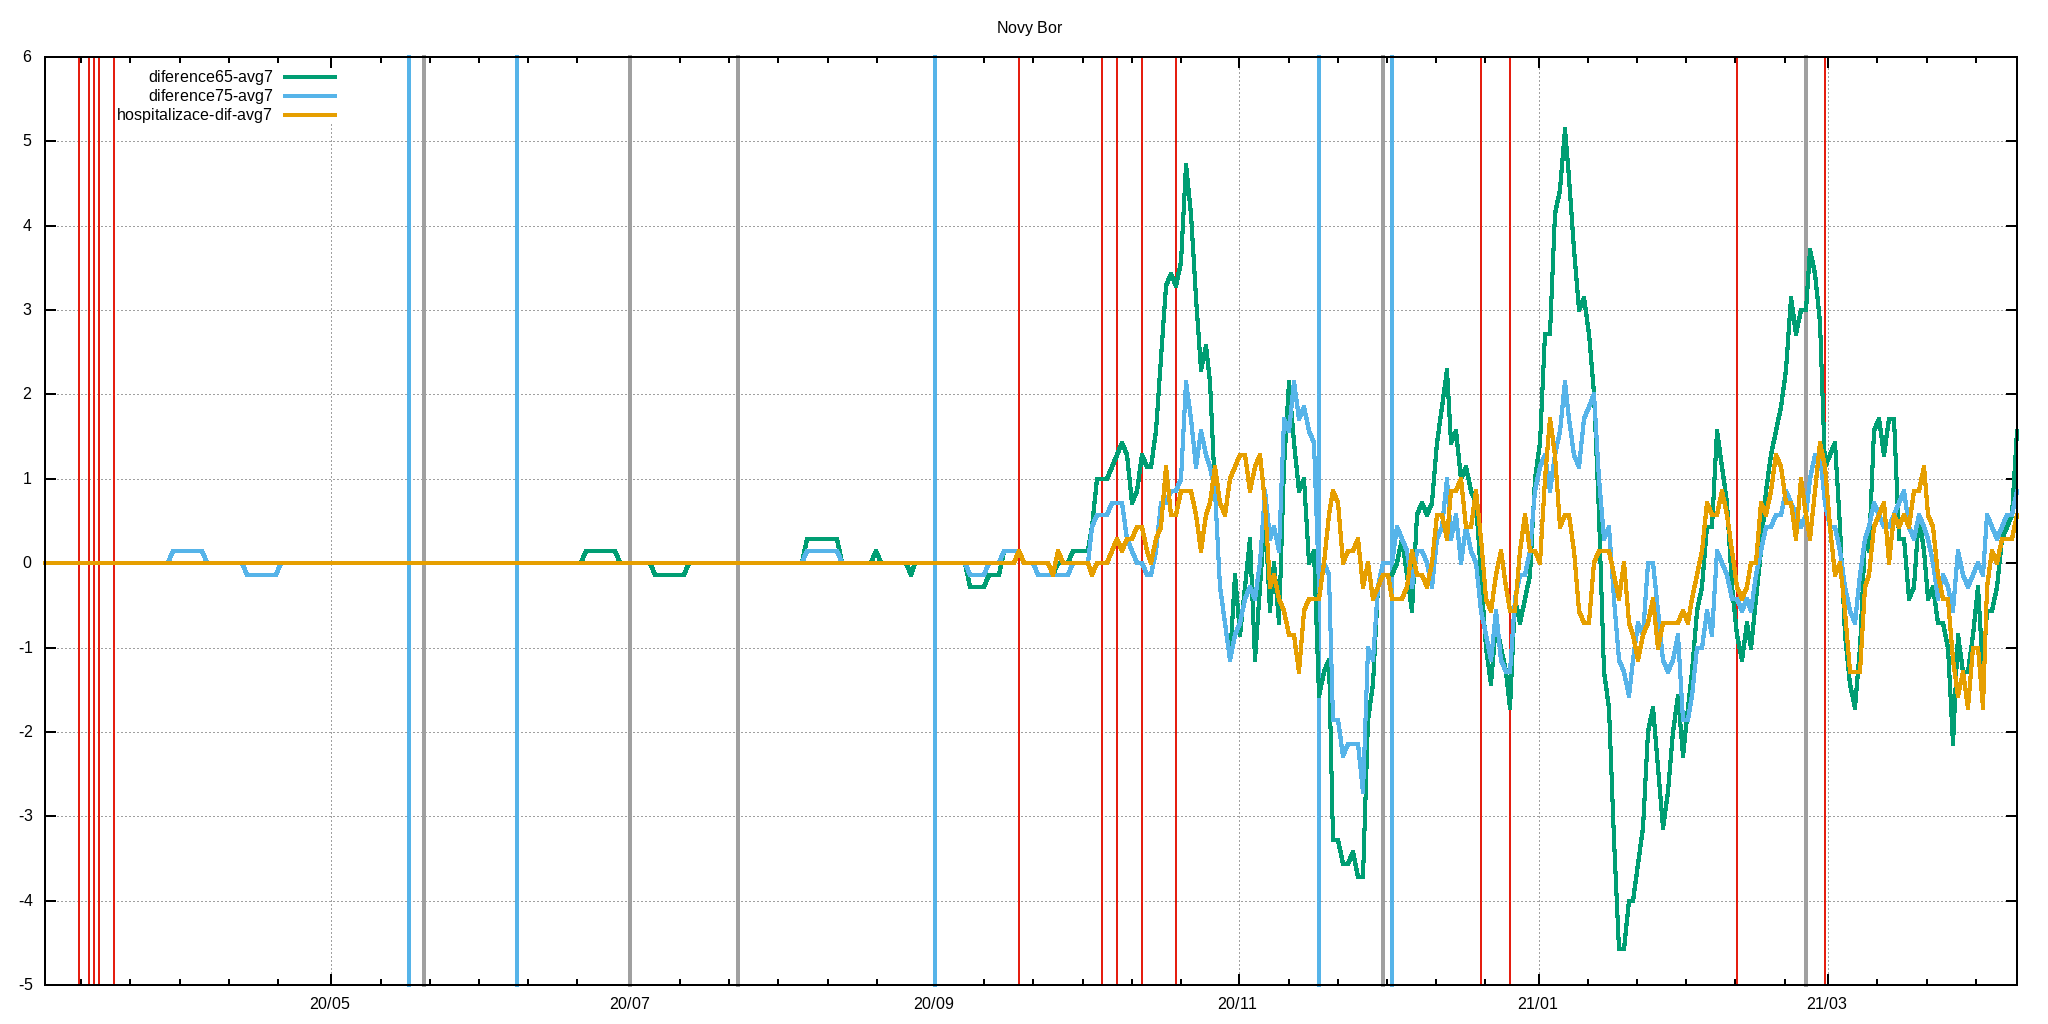 Novy Bor
diference65-avg7
diference75-avg7
hospitalizace-dif-avg7
6
5
4
3
2
1
0
-1
-2
-3
-4
-5
20/05 20/07 20/09 20/11 21/01 21/03